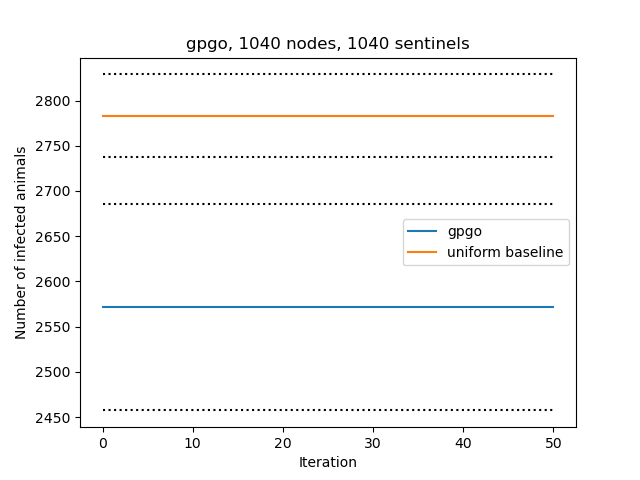 gpgo, 1040 nodes, 1040 sentinels
2800
2750
2700
2650
2600
2550
2500
2450
Number of infected animals
gpgo
uniform baseline
0 10 20 30 40 50
Iteration